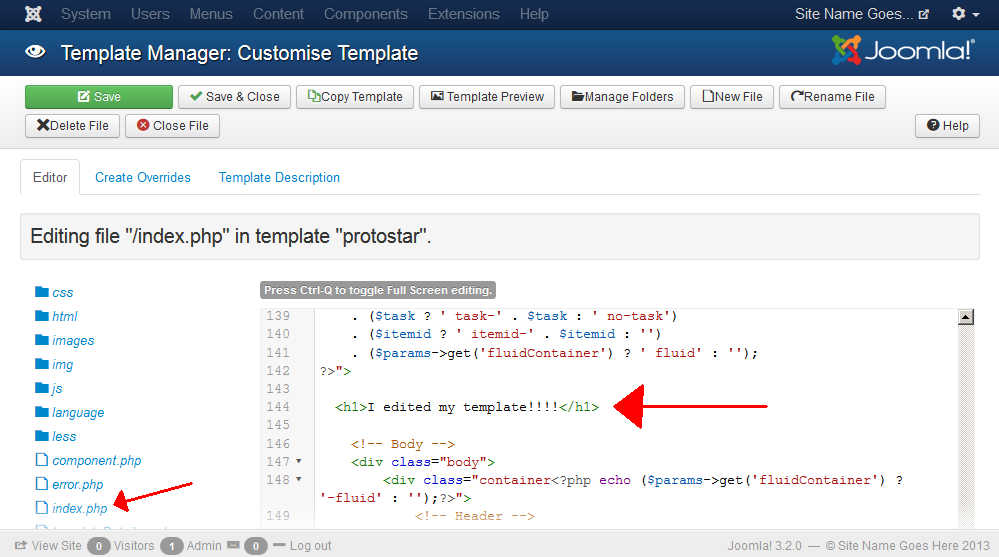 System Users Menus Content Components Extensions Help Site Name Goes...
Template Manager: Customise Template Joomla!
Save Save & Close Copy Template Template Preview Manage Folders New File Rename File
Delete File Close File Help
Editor Create Overrides Template Description
Editing file "/index.php" in template "protostar".
css
html
images
img
js
language
less
component.php
error.php
index.php
Press Ctrl-Q to toggle Full Screen editing.
139 . ($task ? ' task-' . $task : ' no-task')
140 . ($itemid ? ' itemid-' . $itemid : '')
141 . ($params->get('fluidContainer') ? ' fluid' : '');
142 ?>">
143
144 <h1>I edited my template!!!!</h1>
145
146 <!-- Body -->
147 <div class="body">
148 <div class="container<?php echo ($params->get('fluidContainer') ?
'-fluid' : '');?>">
149 <!-- Header -->
View Site 0 Visitors 1 Admin 0 Log out Joomla! 3.2.0 — © Site Name Goes Here 2013